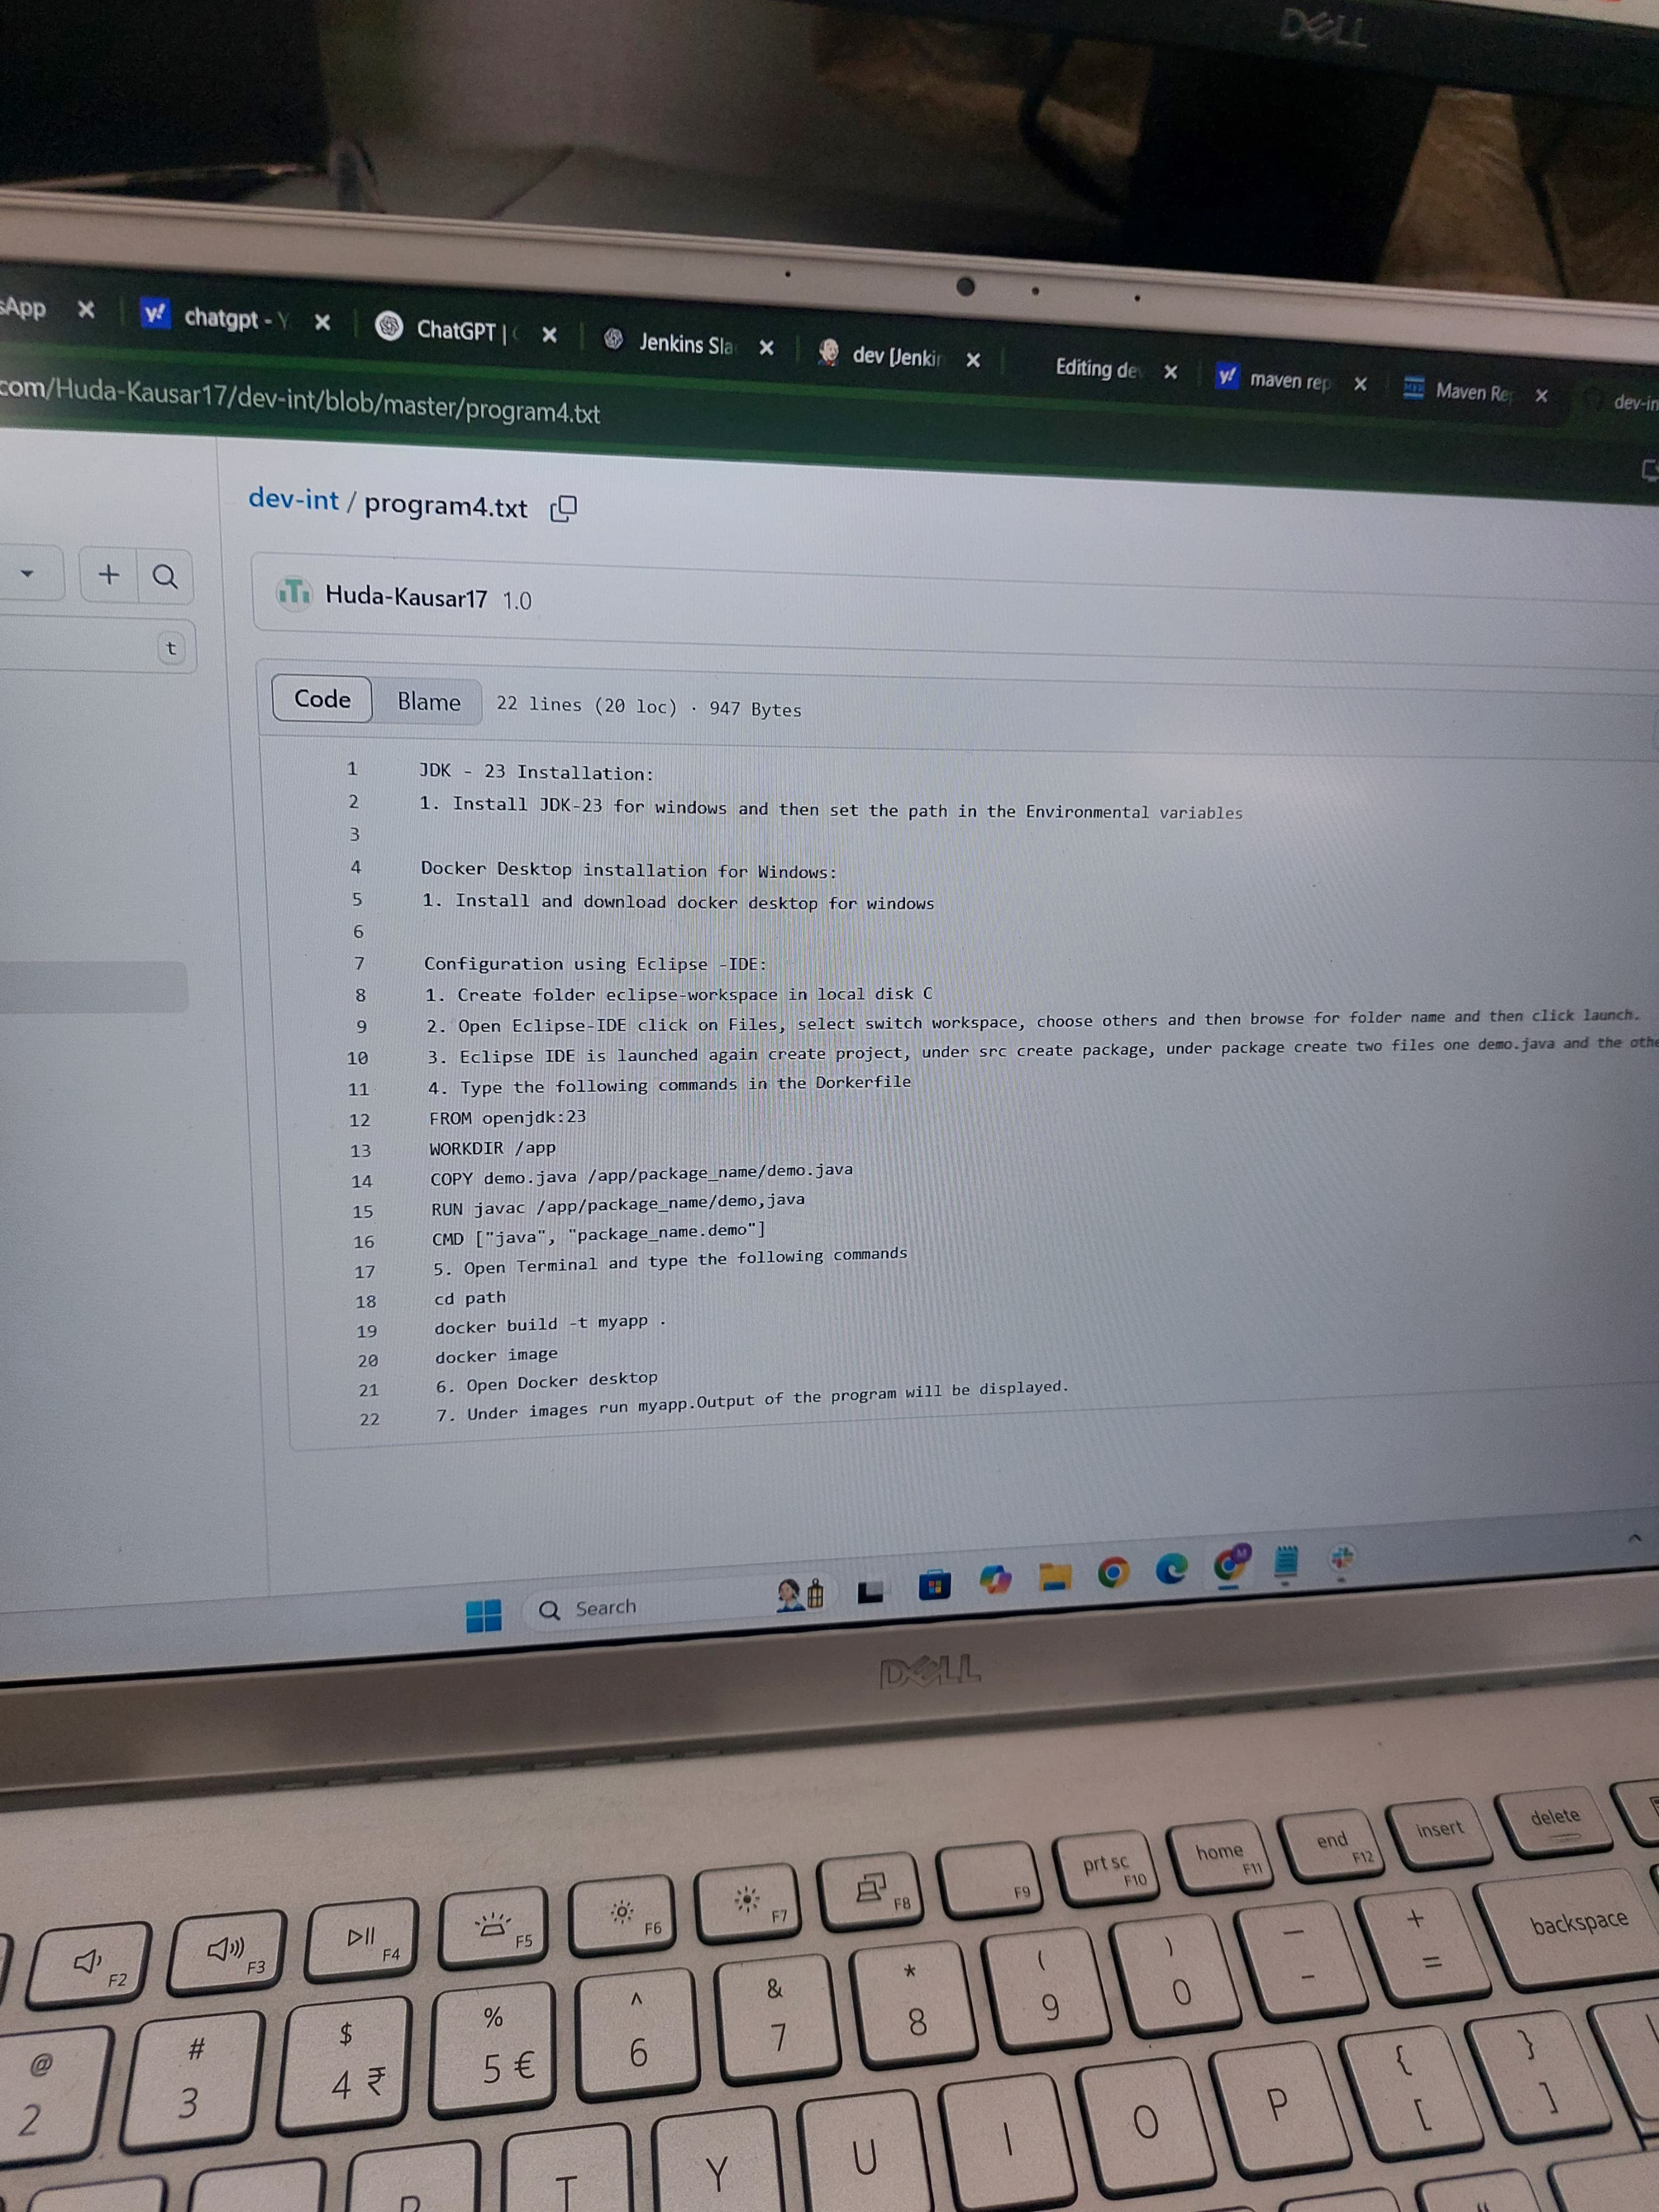 DELL
sApp
chatgpt - Y
ChatGPT |
Jenkins Sla
dev [Jenkin
Editing de
maven rep
Maven Rep
dev-in
com/Huda-Kausar17/dev-int/blob/master/program4.txt
dev-int / program4.txt
Huda-Kausar17 1.0
t
Code Blame 22 lines (20 loc) · 947 Bytes
1 JDK - 23 Installation:
2 1. Install JDK-23 for windows and then set the path in the Environmental variables
3
4 Docker Desktop installation for Windows:
5 1. Install and download docker desktop for windows
6
7 Configuration using Eclipse -IDE:
8 1. Create folder eclipse-workspace in local disk C
9 2. Open Eclipse-IDE click on Files, select switch workspace, choose others and then browse for folder name and then click launch.
10 3. Eclipse IDE is launched again create project, under src create package, under package create two files one demo.java and the othe
11 4. Type the following commands in the Dorkerfile
12 FROM openjdk:23
13 WORKDIR /app
14 COPY demo.java /app/package_name/demo.java
15 RUN javac /app/package_name/demo,java
16 CMD ["java", "package_name.demo"]
17 5. Open Terminal and type the following commands
18 cd path
19 docker build -t myapp .
20 docker image
21 6. Open Docker desktop
22 7. Under images run myapp.Output of the program will be displayed.
Search
DELL
F2 F3 F4 F5 F6 F7 F8 F9 prt sc F10 home F11 end F12 insert delete
@ 2 # 3 $ 4 ₹ % 5 € ^ 6 & 7 * 8 ( 9 ) 0 — - + = backspace
T Y U I O P { [ } ]